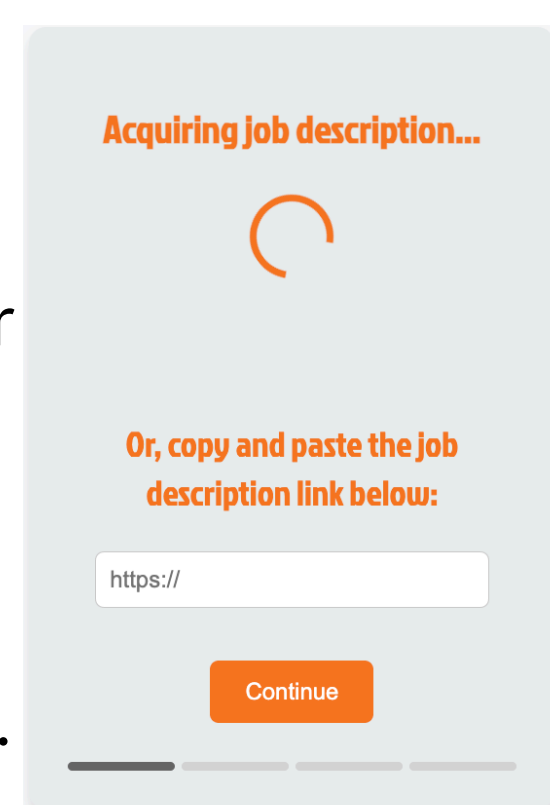 Acquiring job description...
r
Or, copy and paste the job
description link below:
https://
Continue
.